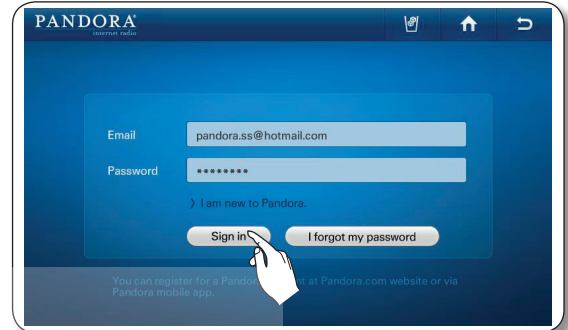 PANDORA®
internet radio
Email
pandora.ss@hotmail.com
Password
********
> I am new to Pandora.
Sign in
I forgot my password
You can register for a Pandora nt at Pandora.com website or via
Pandora mobile app.